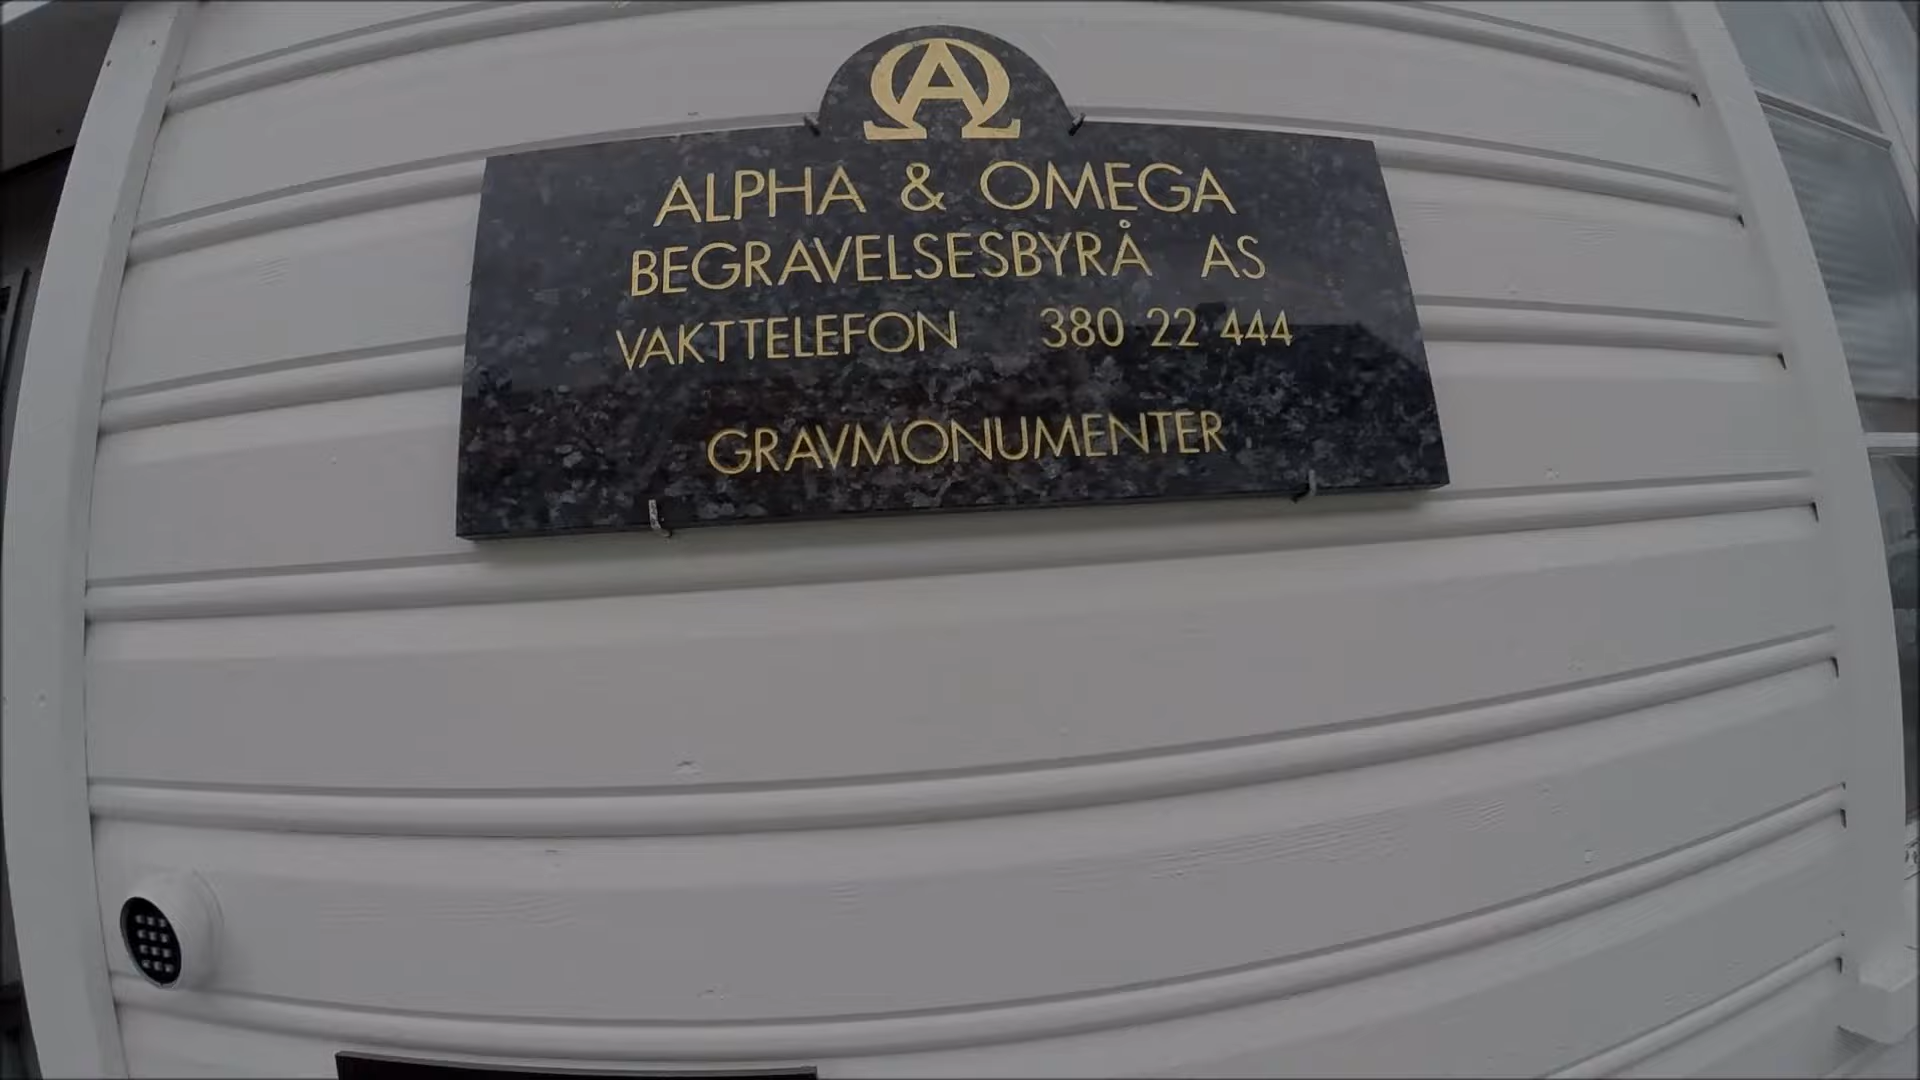 ALPHA & OMEGA
BEGRAVELSESBYRÅ AS
VAKTTELEFON 380 22 444
GRAVMONUMENTER